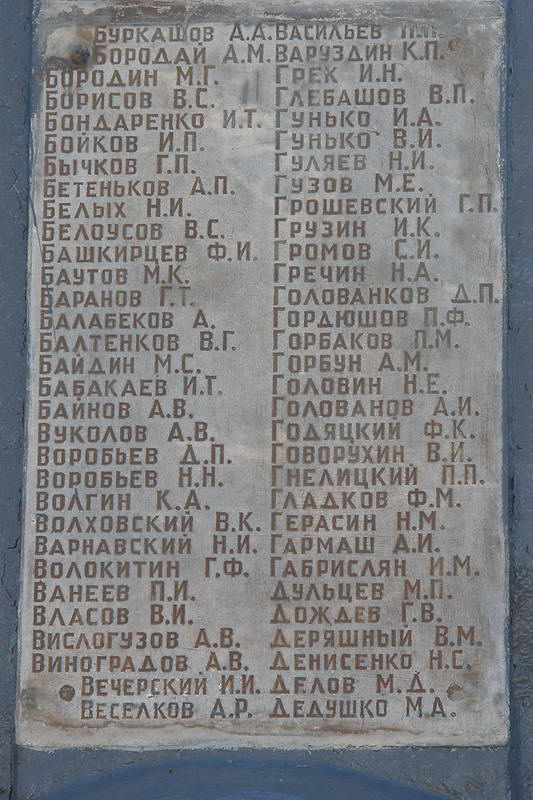 Буркашов А.А. Васильев
Бородай А.М. Варуздин К.П.
Бородин М.Г. Грек И.Н.
Борисов В.С. Глебашов В.П.
Бондаренко И.Т. Гунько И.А.
Бойков И.П. Гунько В.И.
Бычков Г.П. Гуляев Н.И.
Бетеньков А.П. Гузов М.Е.
Белых Н.И. Грошевский Г.П.
Белоусов В.С. Грузин И.К.
Башкирцев Ф.И. Громов С.И.
Баутов М.К. Гречин Н.А.
Баранов Г.Т. Голованков Д.П.
Балабеков А. Гордюшов П.Ф.
Балтенков В.Г. Горбаков П.М.
Байдин М.С. Горбун А.М.
Бабакаев И.Т. Головин Н.Е.
Байнов А.В. Голованов А.И.
Вуколов А.В. Годяцкий Ф.К.
Воробьев Д.П. Говорухин В.И.
Воробьев Н.Н. Гнелицкий П.П.
Волгин К.А. Гладков Ф.М.
Волховский В.К. Герасин Н.М.
Варнавский Н.И. Гармаш А.И.
Волокитин Г.Ф. Габрислян И.М.
Ванеев П.И. Дульцев М.П.
Власов В.И. Дождев Г.В.
Вислогузов А.В. Деряшный В.М.
Виноградов А.В. Денисенко Н.С.
Вечерский И.И. Делов М.Д.
Веселков А.Р. Дедушко М.А.